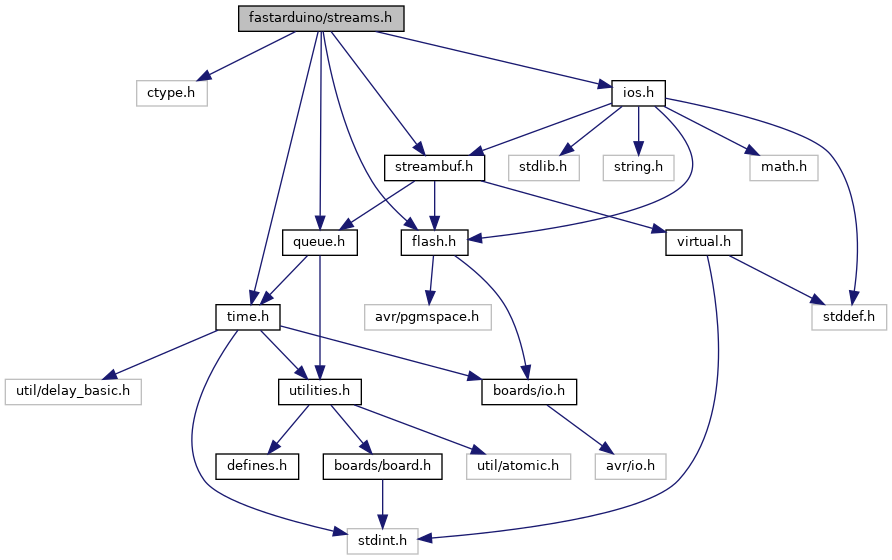 fastarduino/streams.h
ctype.h
ios.h
streambuf.h
stdlib.h
string.h
math.h
queue.h
flash.h
virtual.h
time.h
avr/pgmspace.h
stddef.h
util/delay_basic.h
utilities.h
boards/io.h
defines.h
boards/board.h
util/atomic.h
avr/io.h
stdint.h